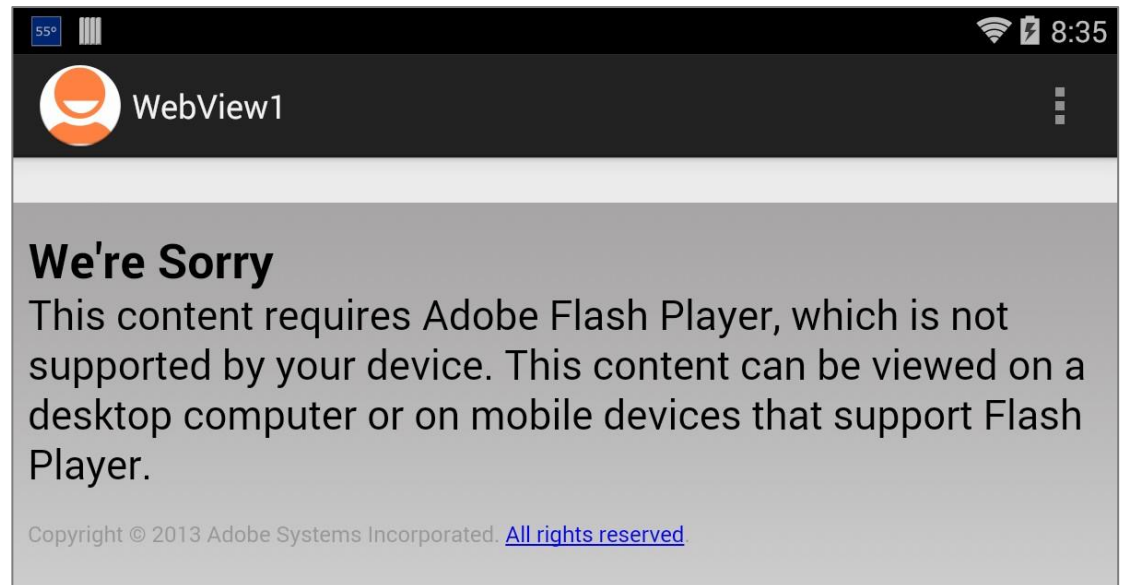 55°
8:35
WebView1
We're Sorry
This content requires Adobe Flash Player, which is not
supported by your device. This content can be viewed on a
desktop computer or on mobile devices that support Flash
Player.
Copyright © 2013 Adobe Systems Incorporated. All rights reserved.